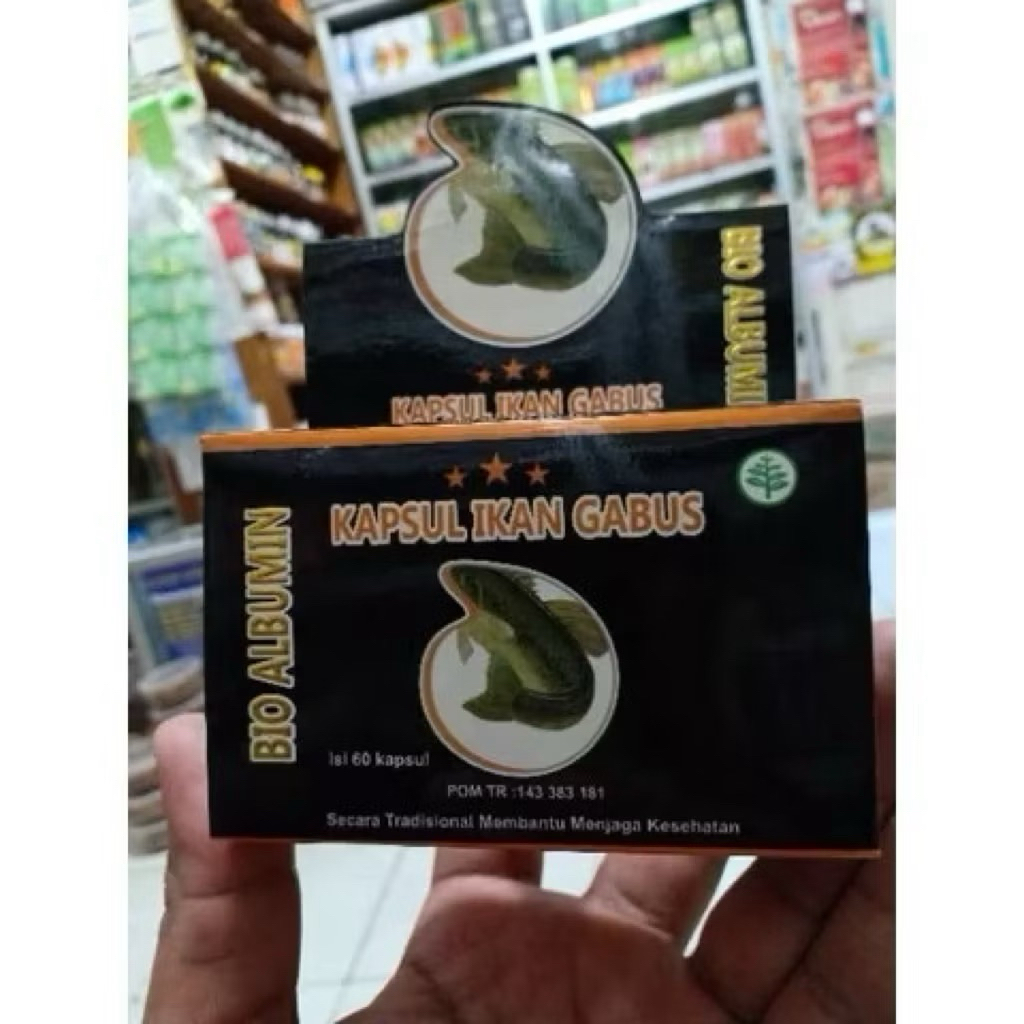 BIO ALBUMI
KAPSUL IKAN GABUS
KAPSUL IKAN GABUS
BIO ALBUMIN
Isi 60 kapsul
POM TR :143 383 181
Secara Tradisional Membantu Menjaga Kesehatan